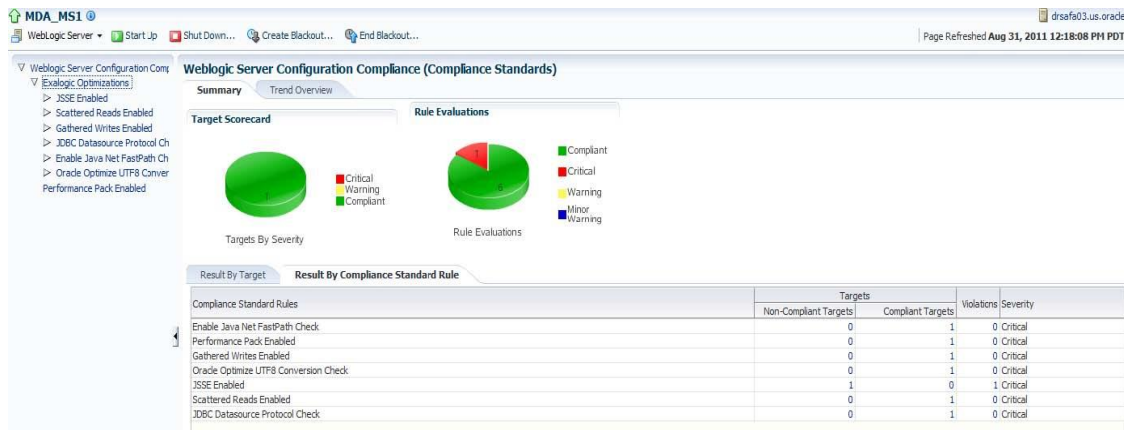 MDA_MS1
drsafa03.us.oracle
WebLogic Server
Start Up
Shut Down...
Create Blackout...
End Blackout...
Page Refreshed Aug 31, 2011 12:18:08 PM PDT
Weblogic Server Configuration Comp
Exalogic Optimizations
JSSE Enabled
Scattered Reads Enabled
Gathered Writes Enabled
JDBC Datasource Protocol Ch
Enable Java Net FastPath Ch
Oracle Optimize UTF8 Conver
Performance Pack Enabled
Weblogic Server Configuration Compliance (Compliance Standards)
Summary
Trend Overview
Target Scorecard
1
Critical
Warning
Compliant
Targets By Severity
Rule Evaluations
1
6
Compliant
Critical
Warning
Minor
Warning
Rule Evaluations
Result By Target
Result By Compliance Standard Rule
Compliance Standard Rules
Targets
Non-Compliant Targets
Compliant Targets
Violations
Severity
Enable Java Net FastPath Check 0 1 0 Critical
Performance Pack Enabled 0 1 0 Critical
Gathered Writes Enabled 0 1 0 Critical
Oracle Optimize UTF8 Conversion Check 0 1 0 Critical
JSSE Enabled 1 0 1 Critical
Scattered Reads Enabled 0 1 0 Critical
JDBC Datasource Protocol Check 0 1 0 Critical